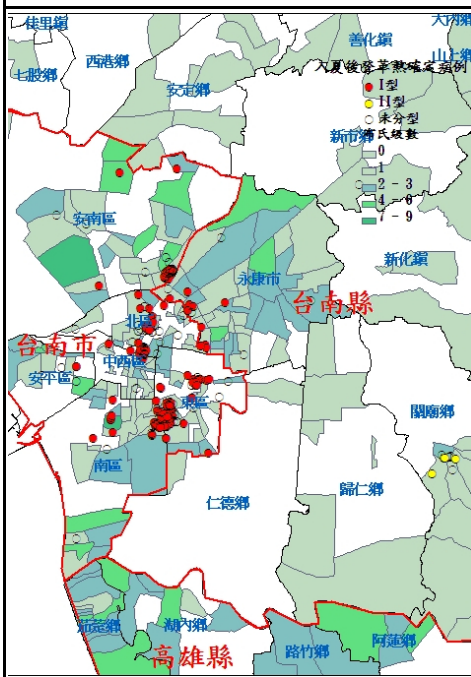 佳里鎮
大內鄉
善化鎮
西港鄉
山上鄉
七股鄉
入夏後登革熱確定病例
安定鄉
I型
II型
未分型
新市鄉
布氏級數
0
1
2 - 3
4 - 6
7 - 9
安南區
新化鎮
永康市
台南縣
北區
台南市
中西區
安平區
東區
關廟鄉
南區
仁德鄉
歸仁鄉
茄萣鄉
湖內鄉
高雄縣
路竹鄉
阿蓮鄉